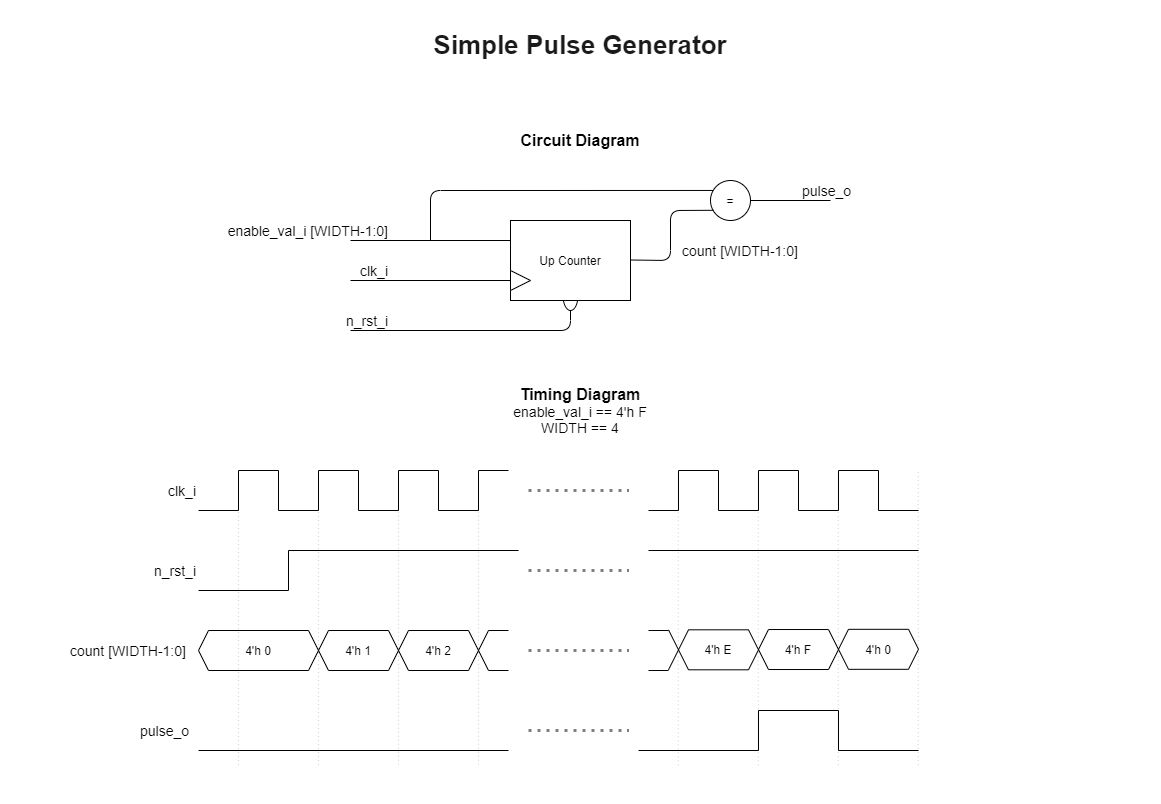 Simple Pulse Generator
Circuit Diagram
pulse_o
=
enable_val_i [WIDTH-1:0]
count [WIDTH-1:0]
Up Counter
clk_i
n_rst_i
Timing Diagram
enable_val_i == 4'h F
WIDTH == 4
clk_i
n_rst_i
count [WIDTH-1:0] 4'h 0 4'h 1 4'h 2 4'h E 4'h F 4'h 0
pulse_o